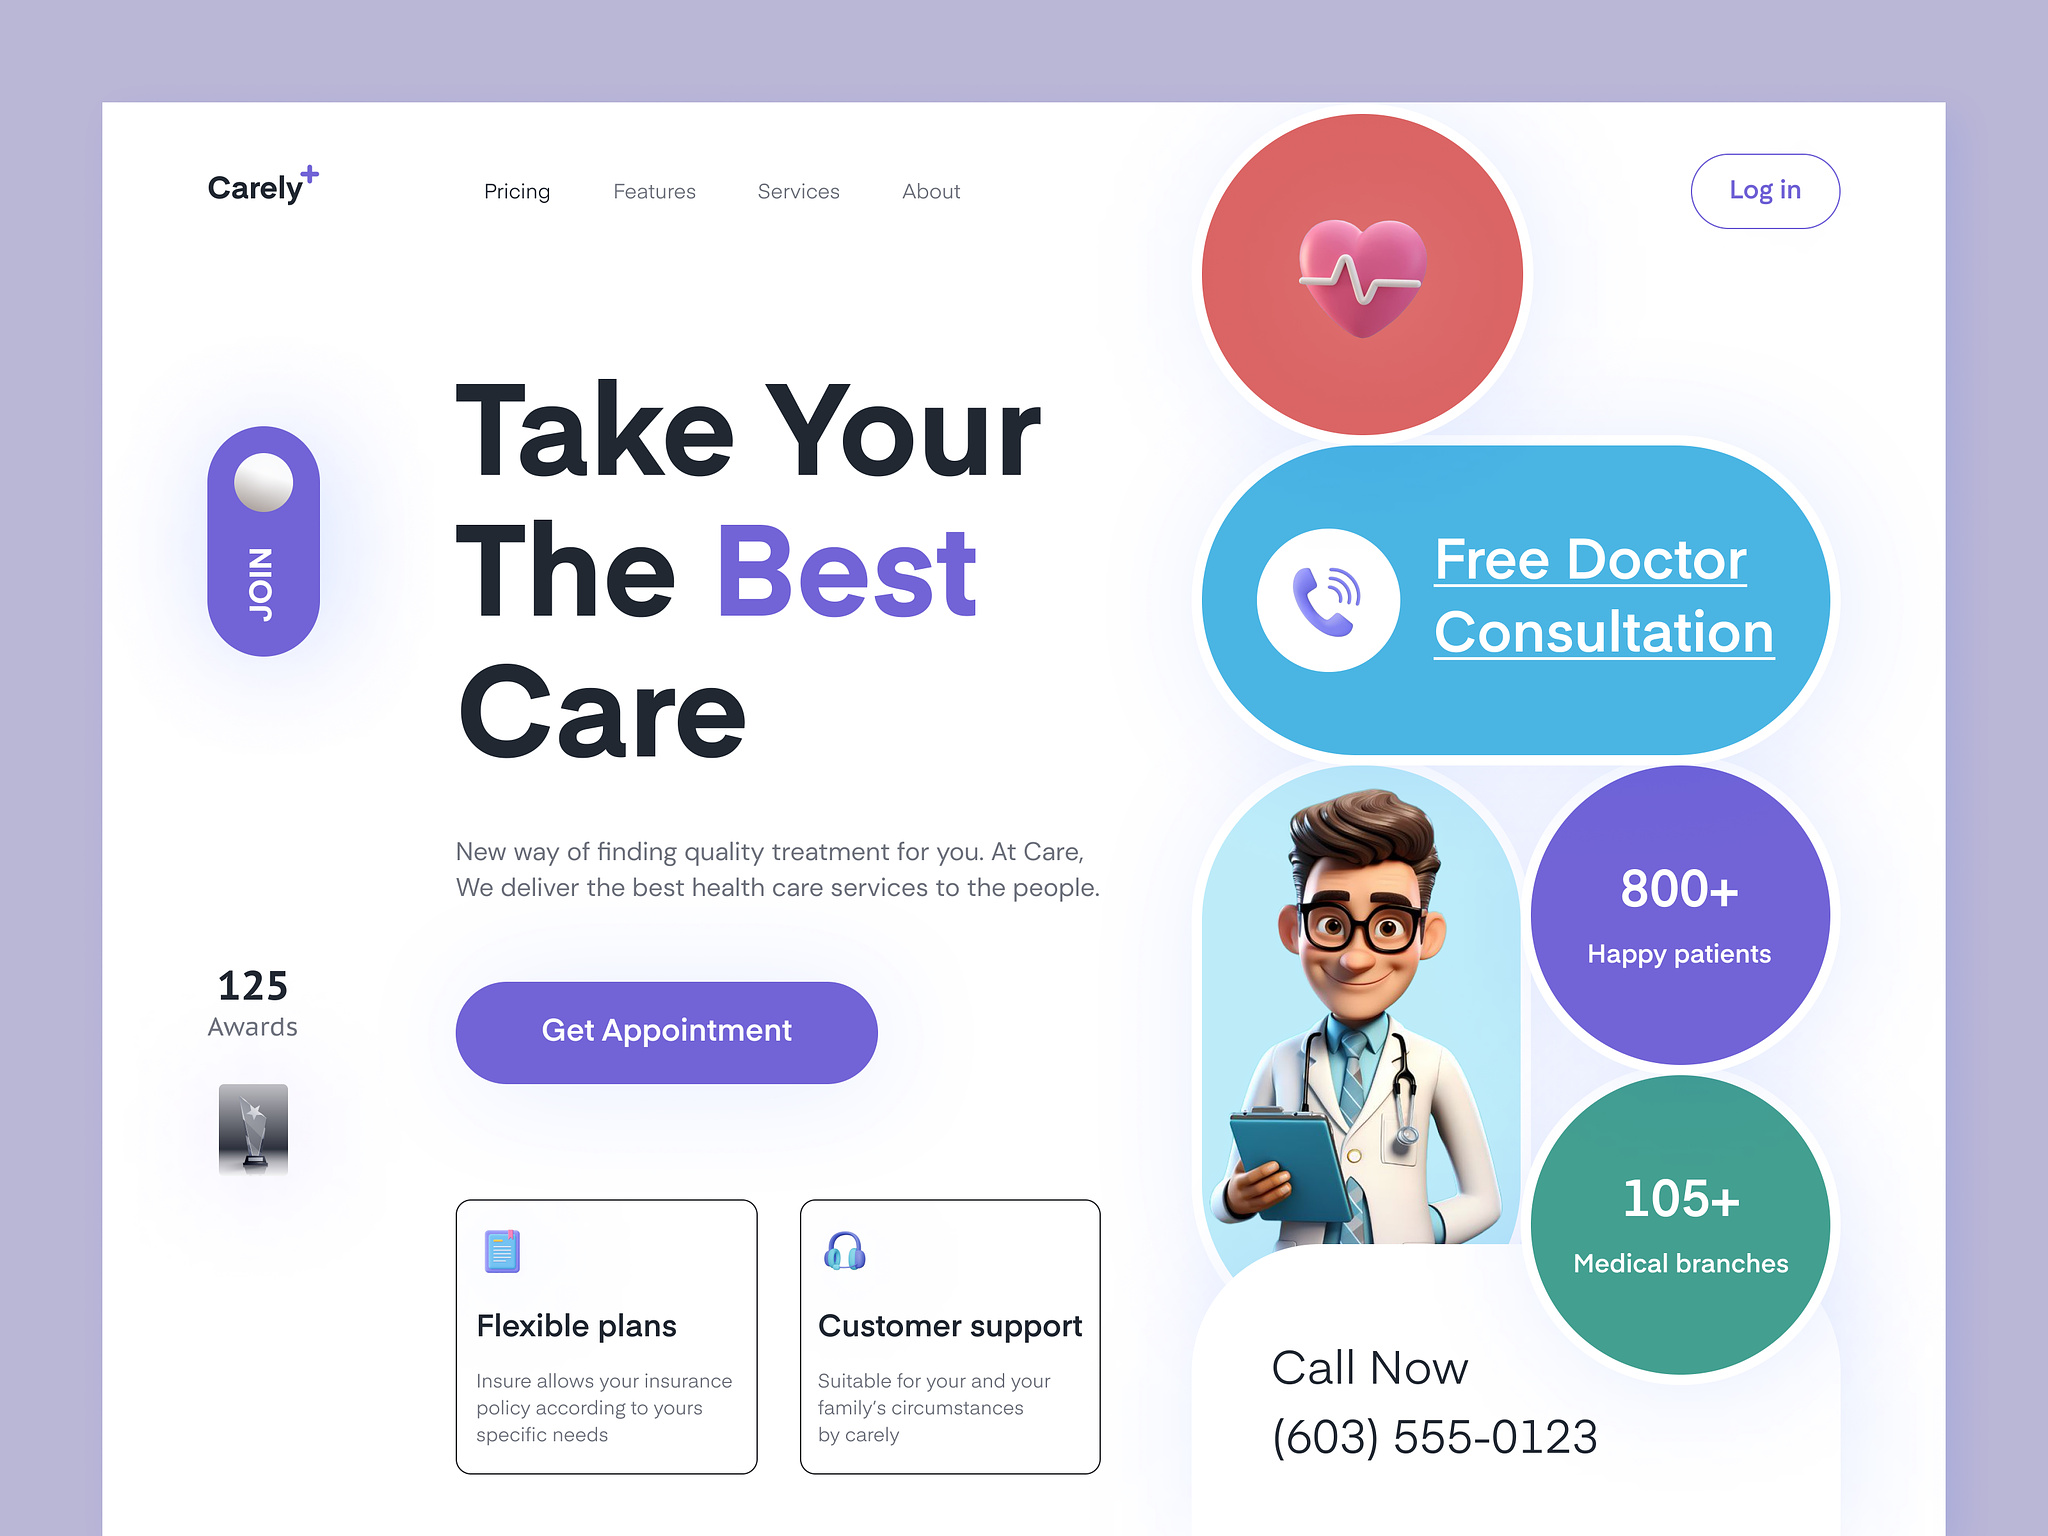 Carely+
Pricing
Features
Services
About
Log in
JOIN
Take Your
The Best
Care
New way of finding quality treatment for you. At Care,
We deliver the best health care services to the people.
Get Appointment
125
Awards
Flexible plans
Insure allows your insurance
policy according to yours
specific needs
Customer support
Suitable for your and your
family's circumstances
by carely
Free Doctor
Consultation
800+
Happy patients
105+
Medical branches
Call Now
(603) 555-0123